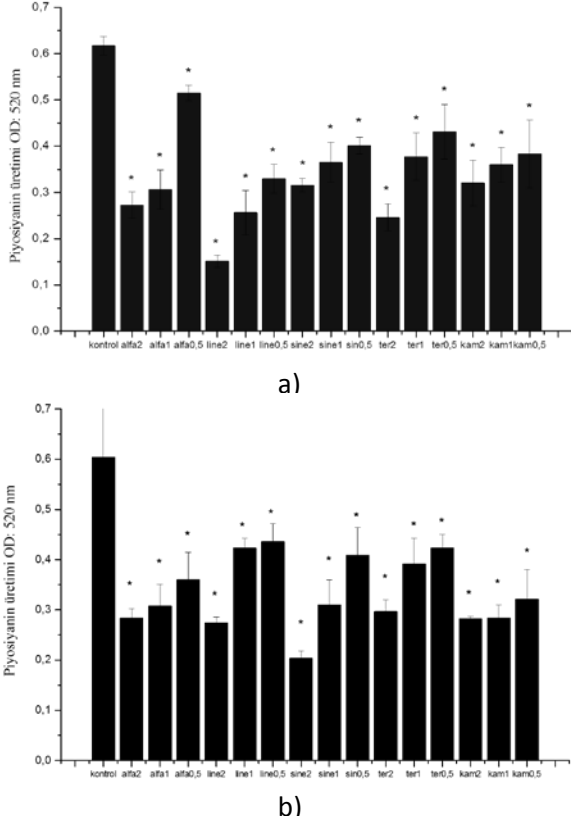 0,7
0,6
0,5
0,4
0,3
0,2
0,1
0,0
Piyosiyanin üretimi OD: 520 nm
* * * * * * * * * * * * * * *
kontrol alfa2 alfa1 alfa0,5 line2 line1 line0,5 sine2 sine1 sin0,5 ter2 ter1 ter0,5 kam2 kam1 kam0,5
a)
0,7
0,6
0,5
0,4
0,3
0,2
0,1
0,0
Piyosiyanin üretimi OD: 520 nm
* * * * * * * * * * * * * * *
kontrol alfa2 alfa1 alfa0,5 line2 line1 line0,5 sine2 sine1 sin0,5 ter2 ter1 ter0,5 kam2 kam1 kam0,5
b)